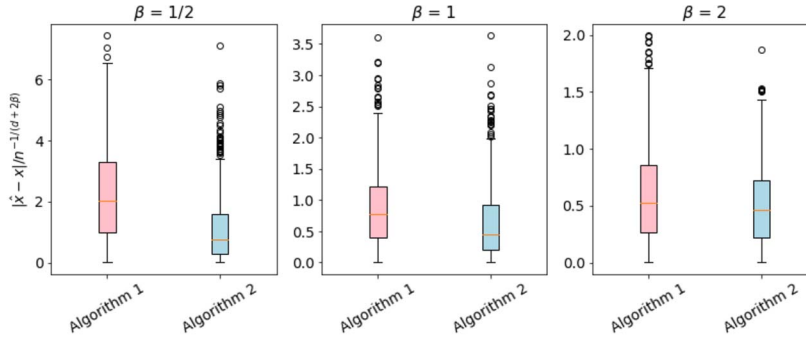 β = 1/2
|x̂ − x|/n^{−1/(d+2β)}
6
4
2
0
Algorithm 1
Algorithm 2
β = 1
3.5
3.0
2.5
2.0
1.5
1.0
0.5
0.0
Algorithm 1
Algorithm 2
β = 2
2.0
1.5
1.0
0.5
0.0
Algorithm 1
Algorithm 2